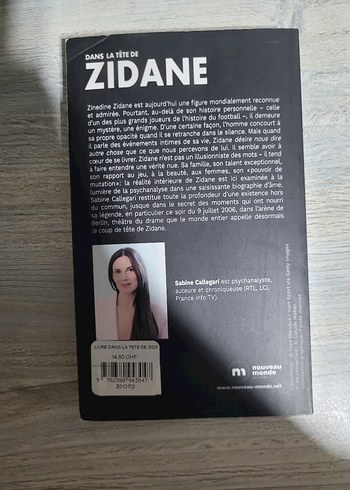 DANS LA TÊTE DE
ZIDANE
Zinedine Zidane est aujourd'hui une figure mondialement reconnue
et admirée. Pourtant, au-delà de son histoire personnelle – celle
d'un des plus grands joueurs de l'histoire du football –, il demeure
un mystère, une énigme. D'une certaine façon, l'homme concourt à
sa propre opacité quand il se retranche dans le silence. Mais quand
il parle des événements intimes de sa vie, Zidane désire nous dire
autre chose que ce que nous percevons de lui. Il semble avoir à
cœur de se livrer. Zidane n'est pas un illusionniste des mots – il tend
à faire entendre une vérité nue. Sa famille, son talent exceptionnel,
son rapport au jeu, à la beauté, aux femmes, son «pouvoir de
mutation»: la réalité intérieure de Zidane est ici examinée à la
lumière de la psychanalyse dans une saisissante biographie d'âme.
Sabine Callegari restitue toute la profondeur d'une existence hors
du commun, jusque dans le secret des moments qui ont nourri
sa légende, en particulier ce soir du 9 juillet 2006, dans l'arène de
Berlin, théâtre du drame que le monde entier appelle désormais
le coup de tête de Zidane.
Sabine Callegari est psychanalyste,
auteure et chroniqueuse (RTL, LCI,
France Info TV).
LIVRE DANS LA TETE DE ZIDA
14.50 CHF
nouveau
monde
www.nouveau-monde.net